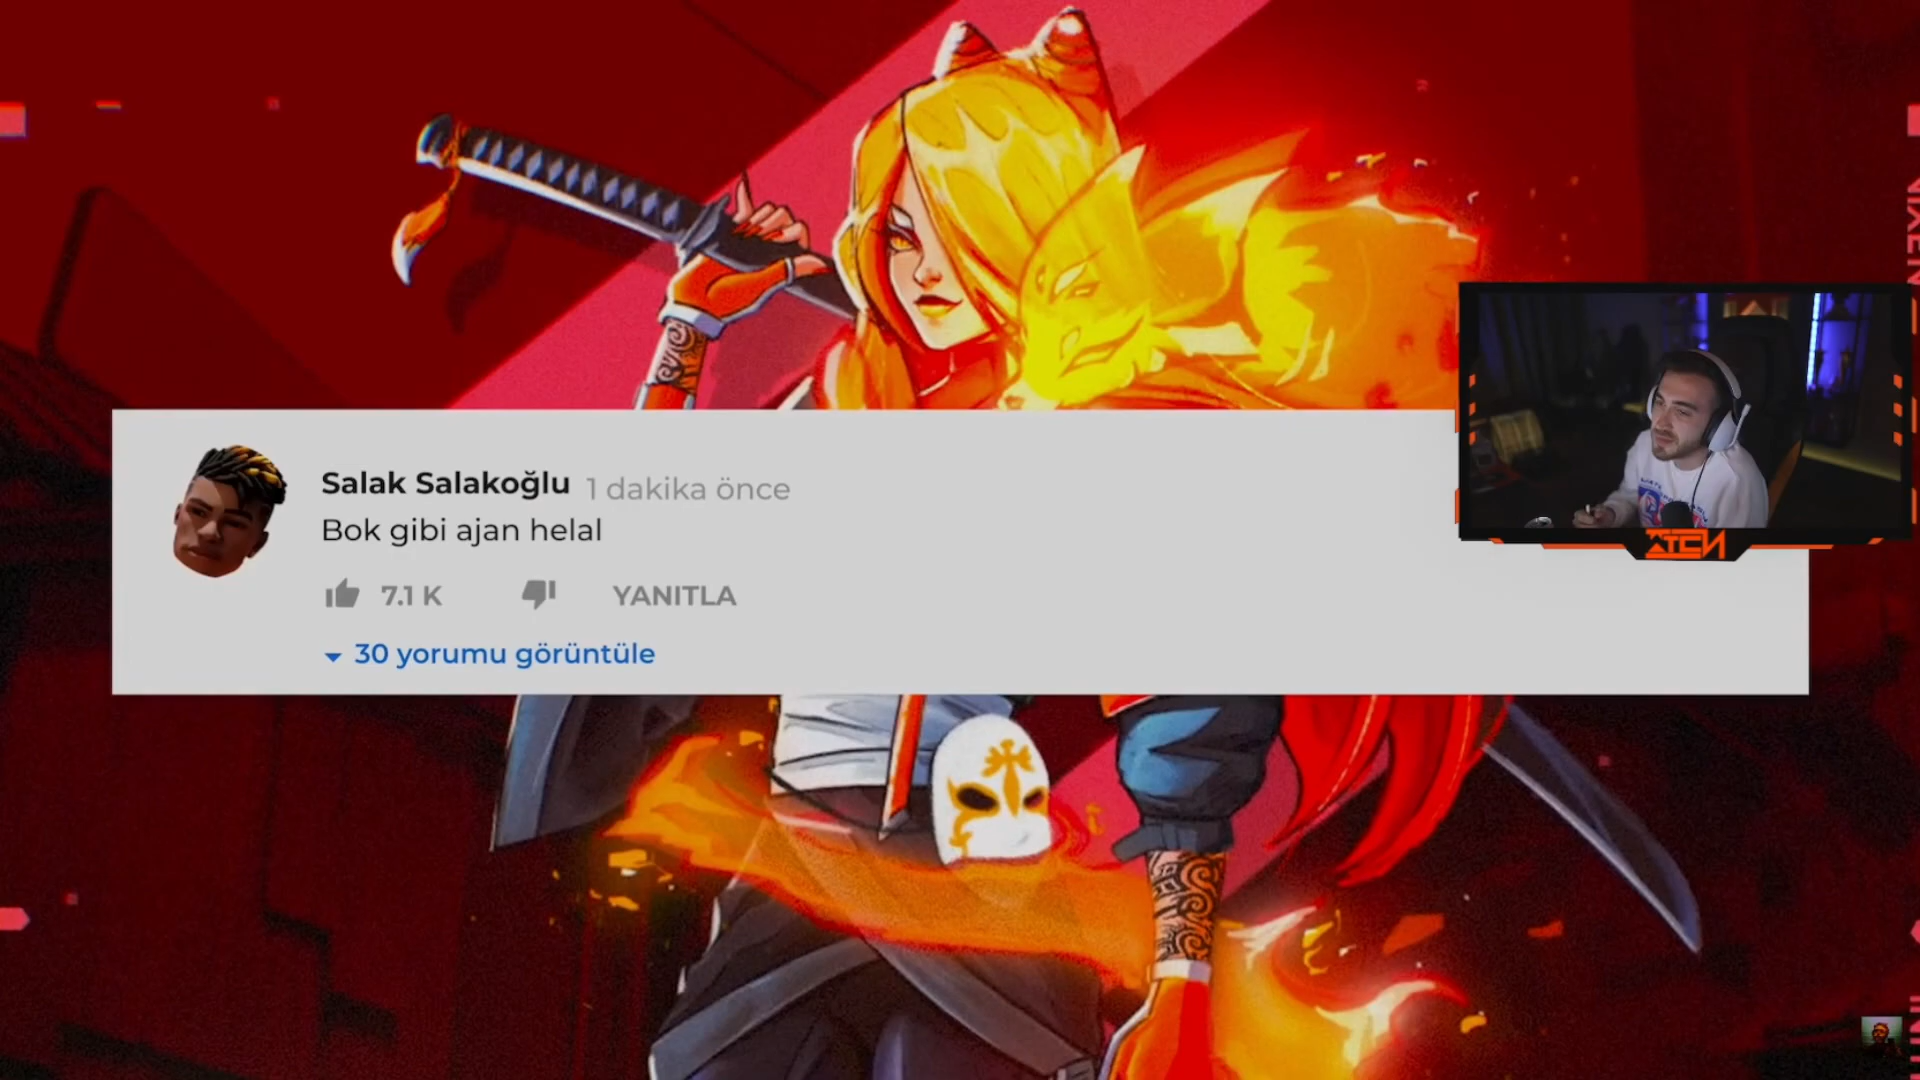 Salak Salakoğlu 1 dakika önce
Bok gibi ajan helal
7.1 K YANITLA
30 yorumu görüntüle